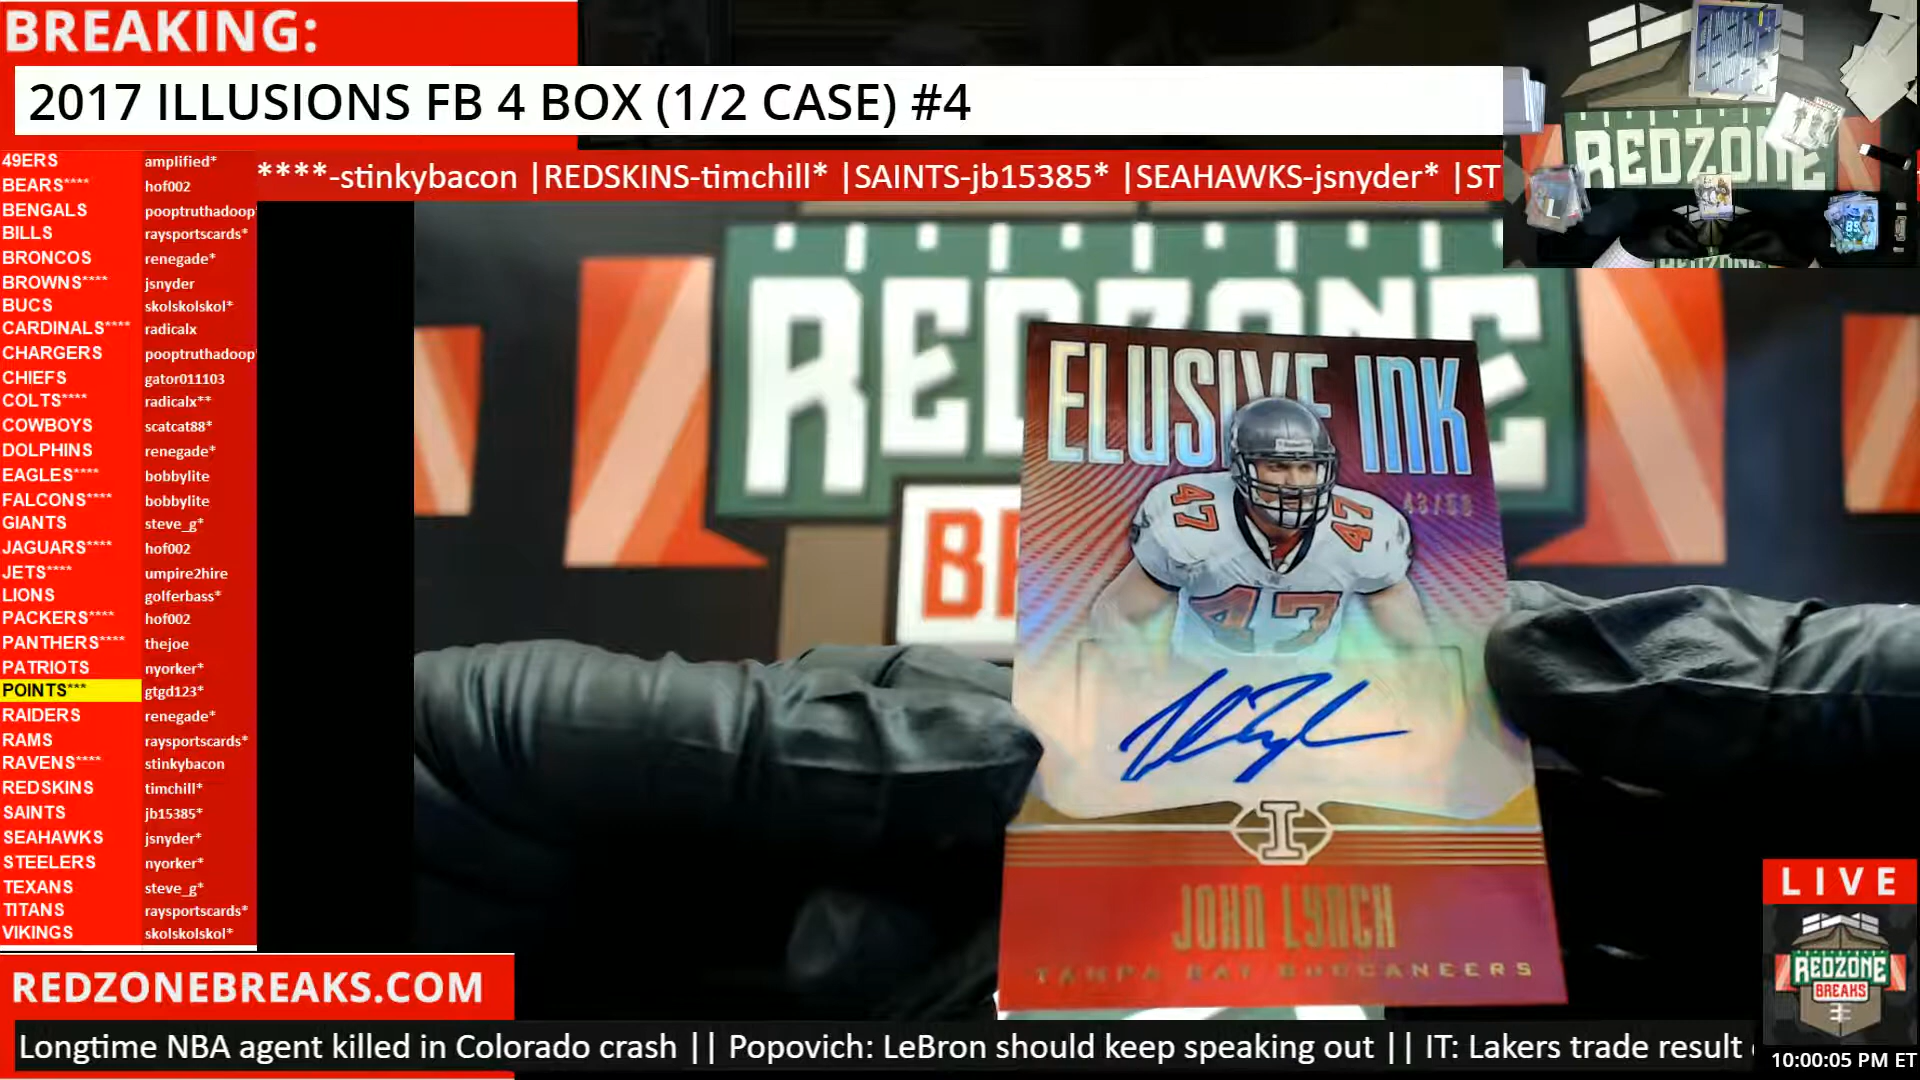 BREAKING:
2017 ILLUSIONS FB 4 BOX (1/2 CASE) #4
****-stinkybacon |REDSKINS-timchill* |SAINTS-jb15385* |SEAHAWKS-jsnyder* |ST
49ERS amplified*
BEARS**** hof002
BENGALS pooptruthadoop
BILLS raysportscards*
BRONCOS renegade*
BROWNS**** jsnyder
BUCS skolskolskol*
CARDINALS**** radicalx
CHARGERS pooptruthadoop
CHIEFS gator011103
COLTS**** radicalx**
COWBOYS scatcat88*
DOLPHINS renegade*
EAGLES**** bobbylite
FALCONS**** bobbylite
GIANTS steve_g*
JAGUARS**** hof002
JETS**** umpire2hire
LIONS golferbass*
PACKERS**** hof002
PANTHERS**** thejoe
PATRIOTS nyorker*
POINTS*** gtgd123*
RAIDERS renegade*
RAMS raysportscards*
RAVENS**** stinkybacon
REDSKINS timchill*
SAINTS jb15385*
SEAHAWKS jsnyder*
STEELERS nyorker*
TEXANS steve_g*
TITANS raysportscards*
VIKINGS skolskolskol*
REDZONE
REDZONE
BR
ELUSIVE INK
47 47
47
I
JOHN LYNCH
TAMPA BAY BUCCANEERS
REDZONEBREAKS.COM
LIVE
REDZONE
BREAKS
Longtime NBA agent killed in Colorado crash || Popovich: LeBron should keep speaking out || IT: Lakers trade result
10:00:05 PM ET